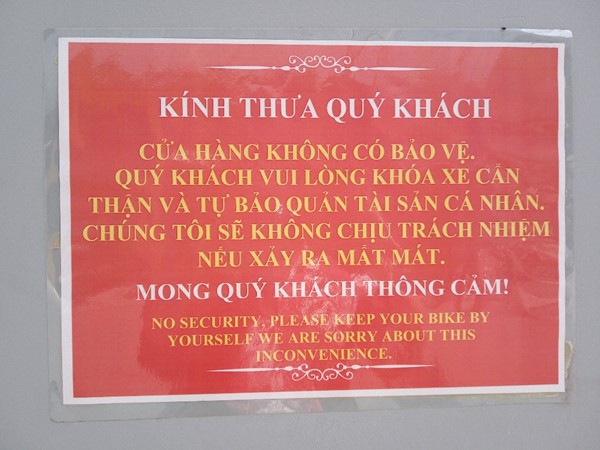 KÍNH THƯA QUÝ KHÁCH
CỬA HÀNG KHÔNG CÓ BẢO VỆ.
QUÝ KHÁCH VUI LÒNG KHÓA XE CẨN
THẬN VÀ TỰ BẢO QUẢN TÀI SẢN CÁ NHÂN.
CHÚNG TÔI SẼ KHÔNG CHỊU TRÁCH NHIỆM
NẾU XẢY RA MẤT MÁT.
MONG QUÝ KHÁCH THÔNG CẢM!
NO SECURITY, PLEASE KEEP YOUR BIKE BY
YOURSELF.WE ARE SORRY ABOUT THIS
INCONVENIENCE.